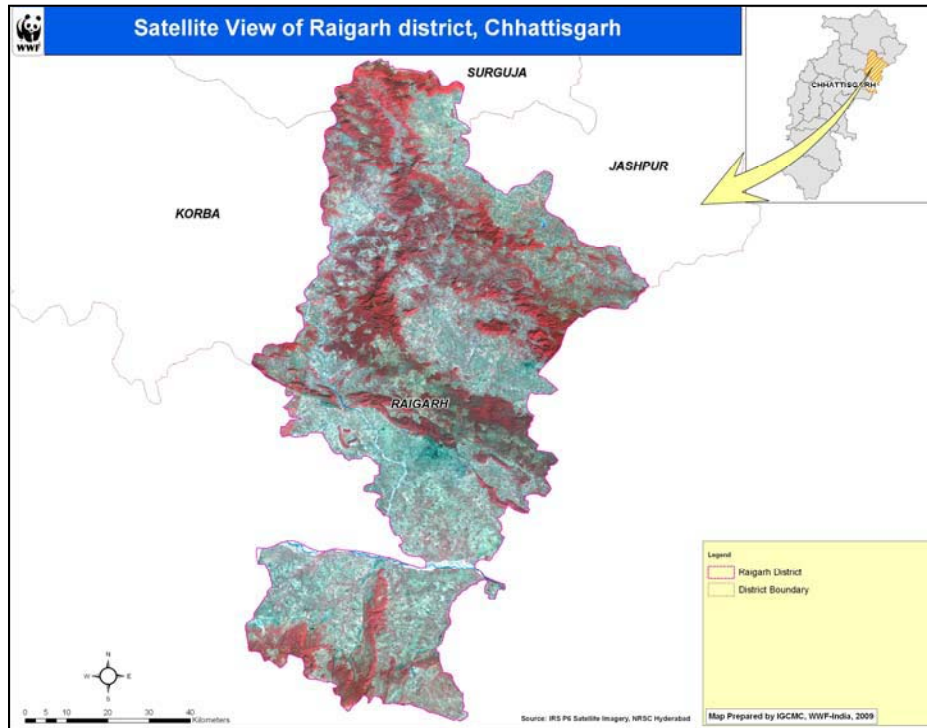 WWF
Satellite View of Raigarh district, Chhattisgarh
SURGUJA
CHHATTISGARH
JASHPUR
KORBA
RAIGARH
Legend
Raigarh District
District Boundary
N
W E
S
0 5 10 20 30 40
Kilometers
Source: IRS P6 Satellite Imagery, NRSC Hyderabad
Map Prepared by IGCMC, WWF-India, 2009